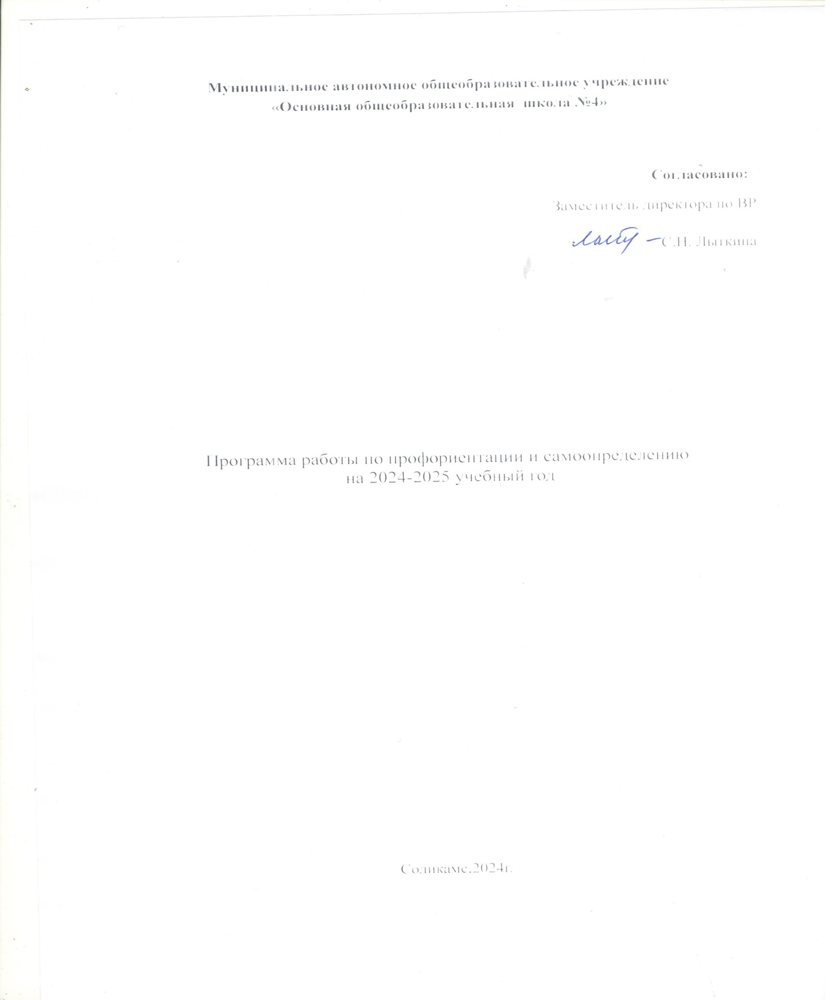 Муниципальное автономное общеобразовательное учреждение
«Основная общеобразовательная школа №4»
Согласовано:
Заместитель директора по ВР
С.Н. Лыткина
Программа работы по профориентации и самоопределению
на 2024-2025 учебный год
Соликамс.2024г.